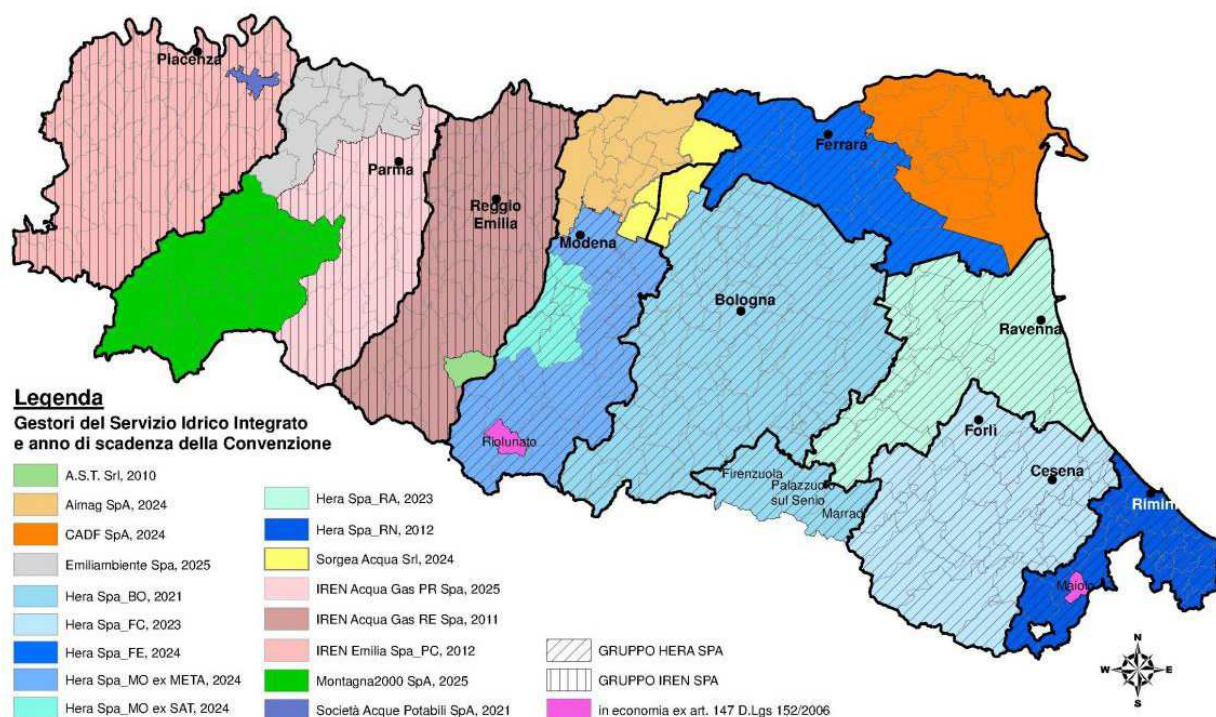 Piacenza
Parma
Reggio
Emilia
Modena
Ferrara
Bologna
Ravenna
Forlì
Cesena
Rimini
Riolunato
Firenzuola
Palazzuolo
sul Senio
Marradi
Maiolo
Legenda
Gestori del Servizio Idrico Integrato
e anno di scadenza della Convenzione
A.S.T. Srl, 2010
Aimag SpA, 2024
CADF SpA, 2024
Emiliambiente Spa, 2025
Hera Spa_BO, 2021
Hera Spa_FC, 2023
Hera Spa_FE, 2024
Hera Spa_MO ex META, 2024
Hera Spa_MO ex SAT, 2024
Hera Spa_RA, 2023
Hera Spa_RN, 2012
Sorgea Acqua Srl, 2024
IREN Acqua Gas PR Spa, 2025
IREN Acqua Gas RE Spa, 2011
IREN Emilia Spa_PC, 2012
Montagna2000 SpA, 2025
Società Acque Potabili SpA, 2021
GRUPPO HERA SPA
GRUPPO IREN SPA
in economia ex art. 147 D.Lgs 152/2006
N
W E
S